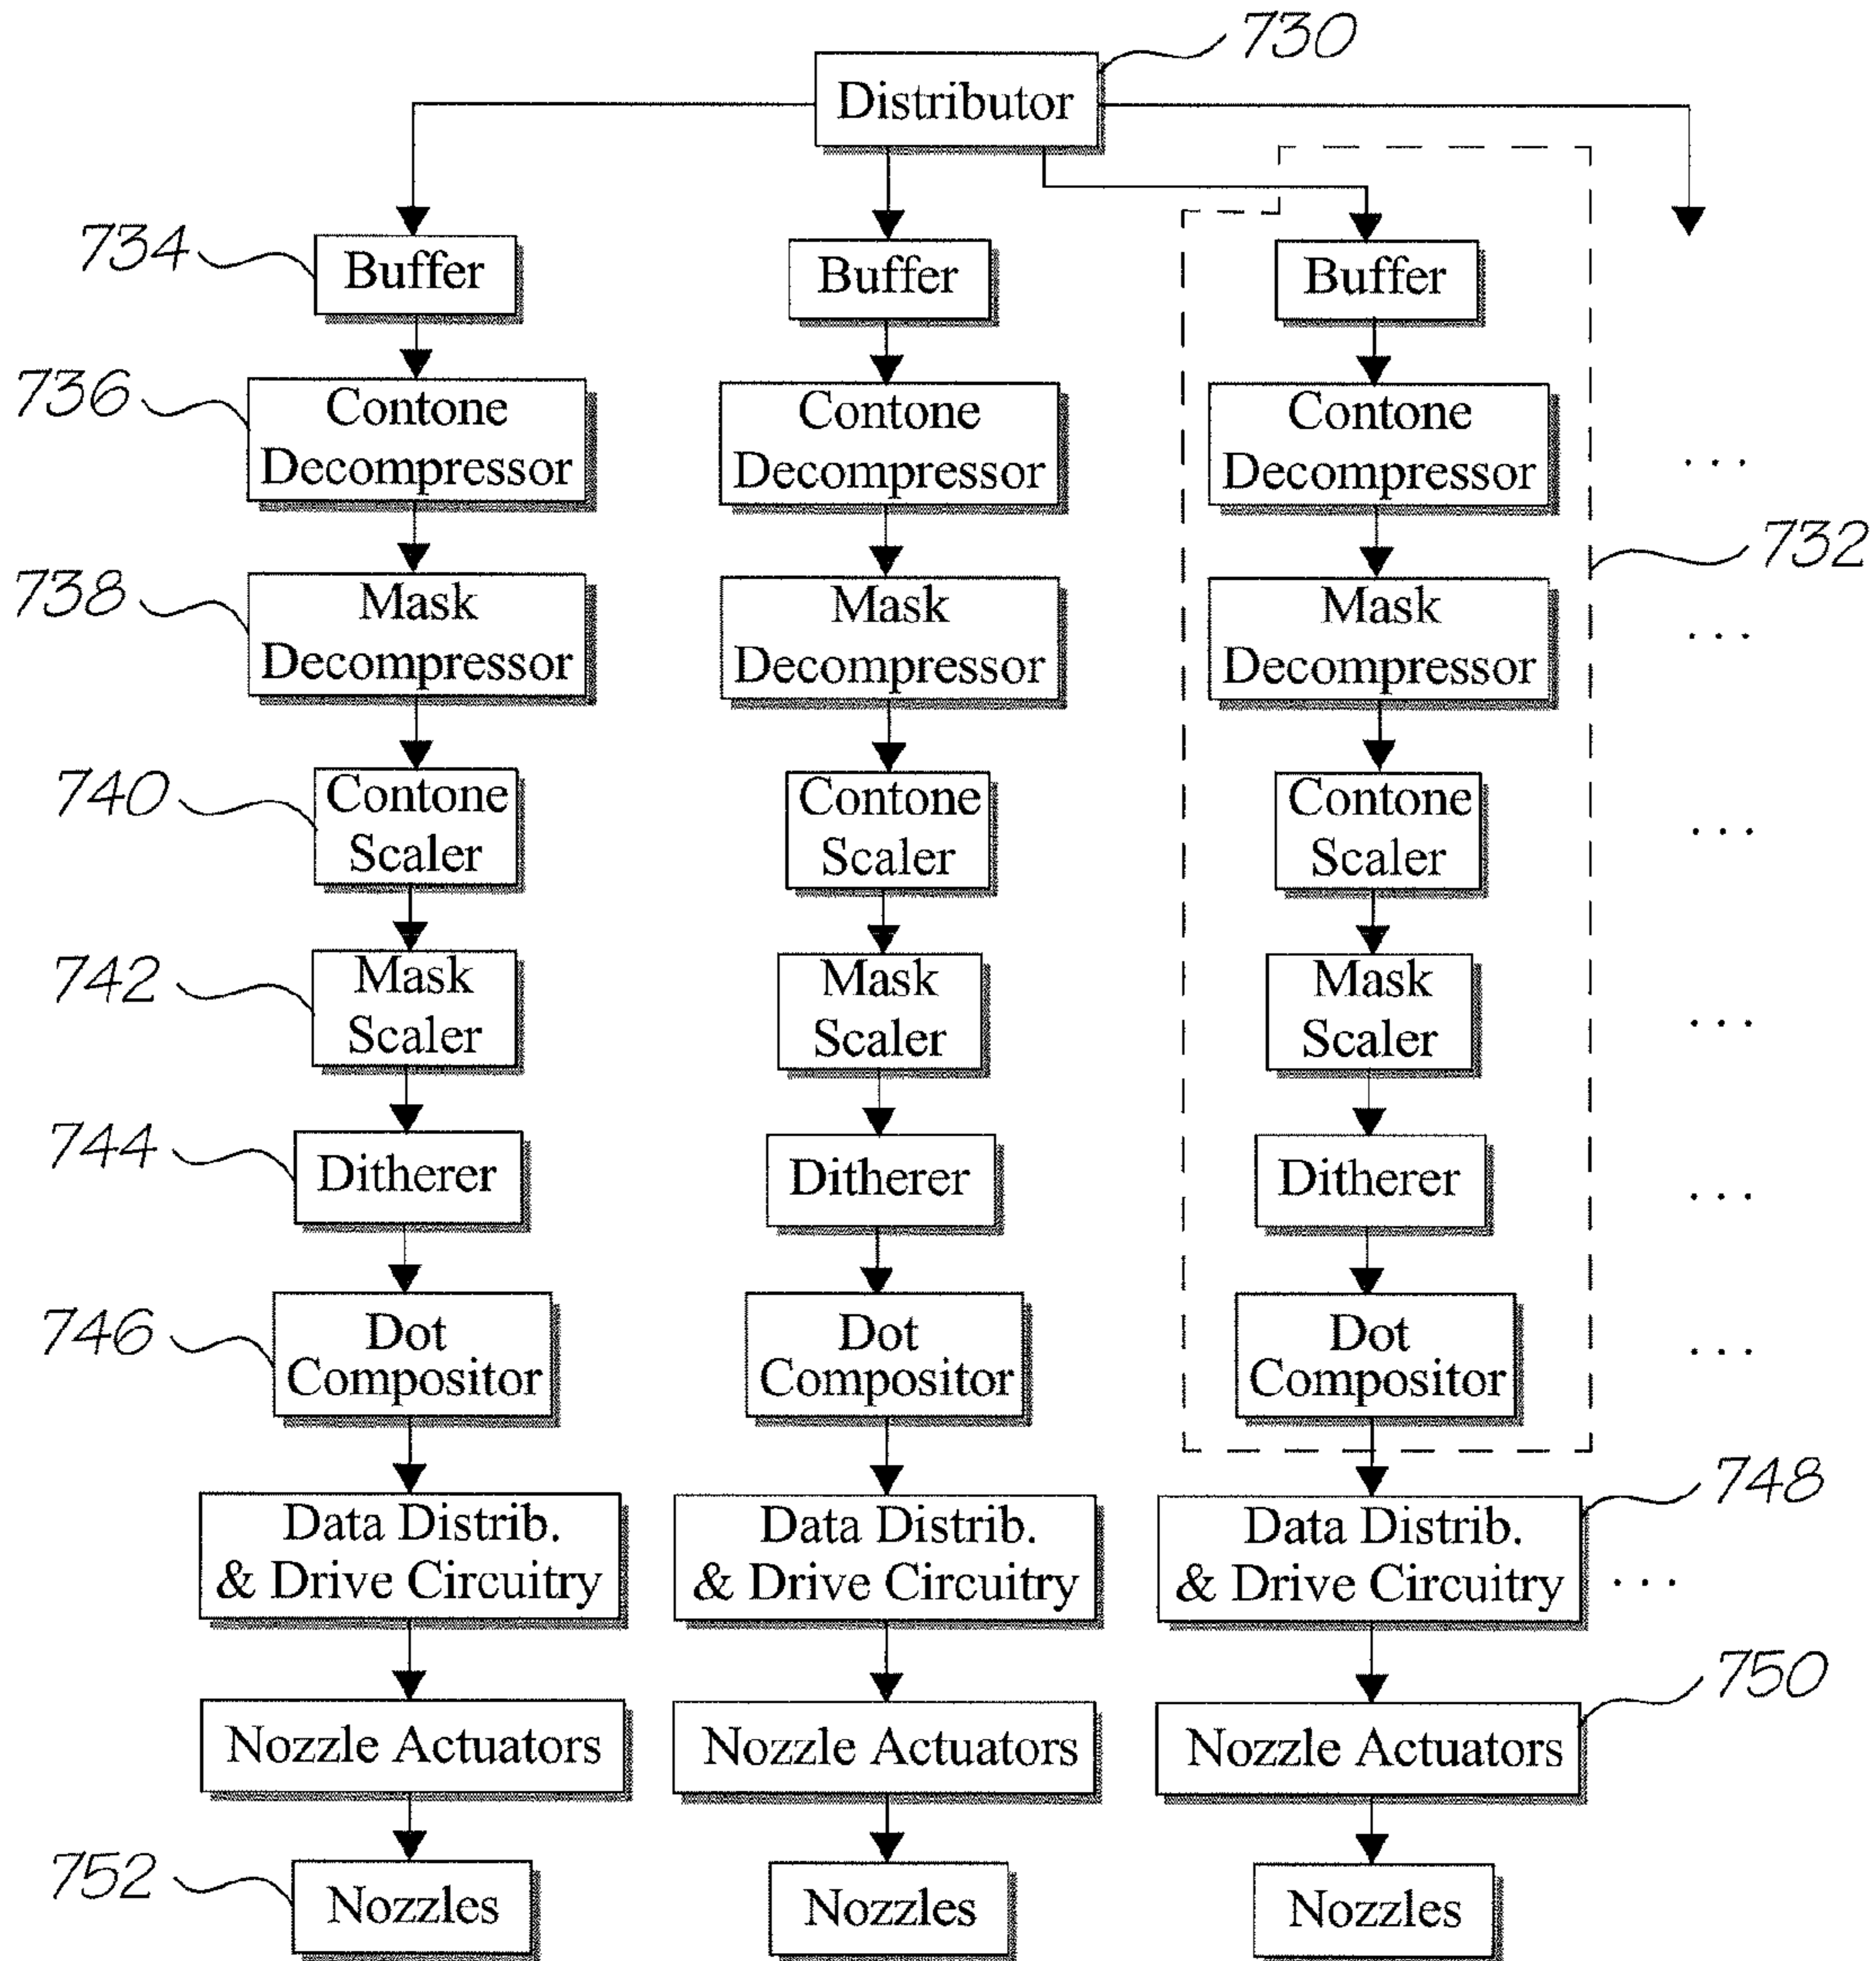 730
Distributor
734
Buffer
Buffer
Buffer
736
Contone
Decompressor
Contone
Decompressor
Contone
Decompressor
...
732
738
Mask
Decompressor
Mask
Decompressor
Mask
Decompressor
...
740
Contone
Scaler
Contone
Scaler
Contone
Scaler
...
742
Mask
Scaler
Mask
Scaler
Mask
Scaler
...
744
Ditherer
Ditherer
Ditherer
...
746
Dot
Compositor
Dot
Compositor
Dot
Compositor
...
748
Data Distrib.
& Drive Circuitry
Data Distrib.
& Drive Circuitry
Data Distrib.
& Drive Circuitry
...
750
Nozzle Actuators
Nozzle Actuators
Nozzle Actuators
752
Nozzles
Nozzles
Nozzles